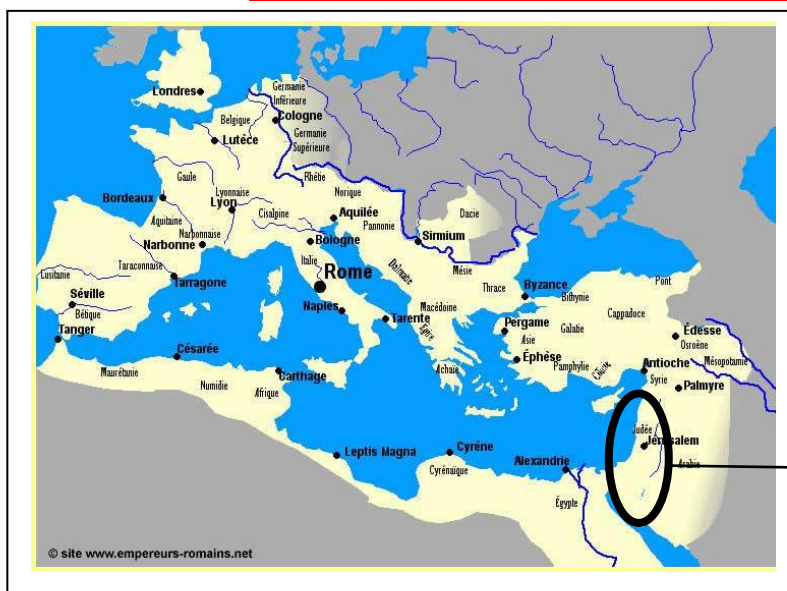 Londres
Germanie
Inférieure
Cologne
Belgique
Lutèce
Germanie
Supérieure
Rhétie
Gaule
Norique
Lyonnaise
Bordeaux
Lyon
Cisalpine
Aquilée
Dacie
Pannonie
Aquitaine
Narbonnaise
Bologne
Sirmium
Narbonne
Italie
Dalmatie
Mésie
Lusitanie
Taraconnaise
Tarragone
Rome
Thrace
Byzance
Pont
Bithynie
Séville
Bétique
Naples
Tarente
Macédoine
Epire
Pergame
Asie
Galatie
Cappadoce
Édesse
Osroène
Tanger
Césarée
Éphèse
Pamphylie
Cilicie
Antioche
Mésopotamie
Maurétanie
Numidie
Afrique
Carthage
Achaïe
Syrie
Palmyre
Judée
Jérusalem
Leptis Magna
Cyréne
Cyrénaïque
Alexandrie
Arabie
Égypte
© site www.empereurs-romains.net